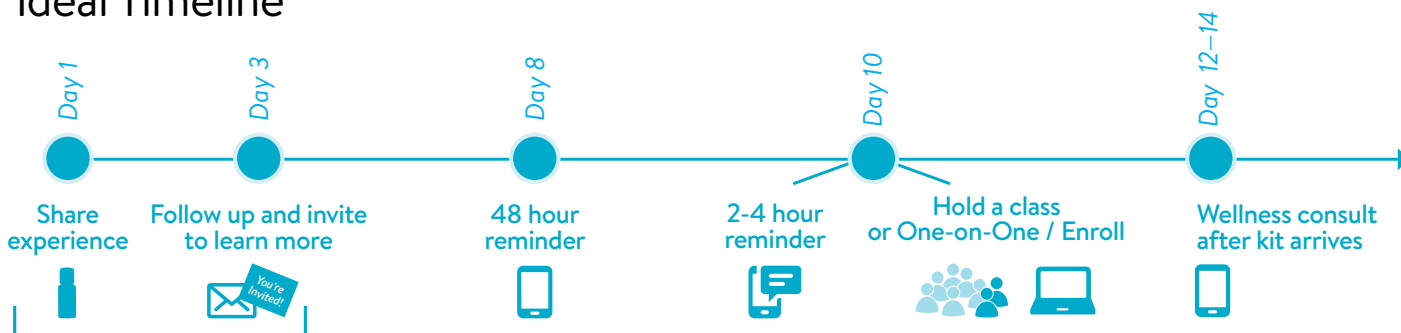 Ideal Timeline
Day 1
Day 3
Day 8
Day 10
Day 12–14
Share
experience
Follow up and invite
to learn more
48 hour
reminder
2-4 hour
reminder
Hold a class
or One-on-One / Enroll
Wellness consult
after kit arrives
You're
Invited!